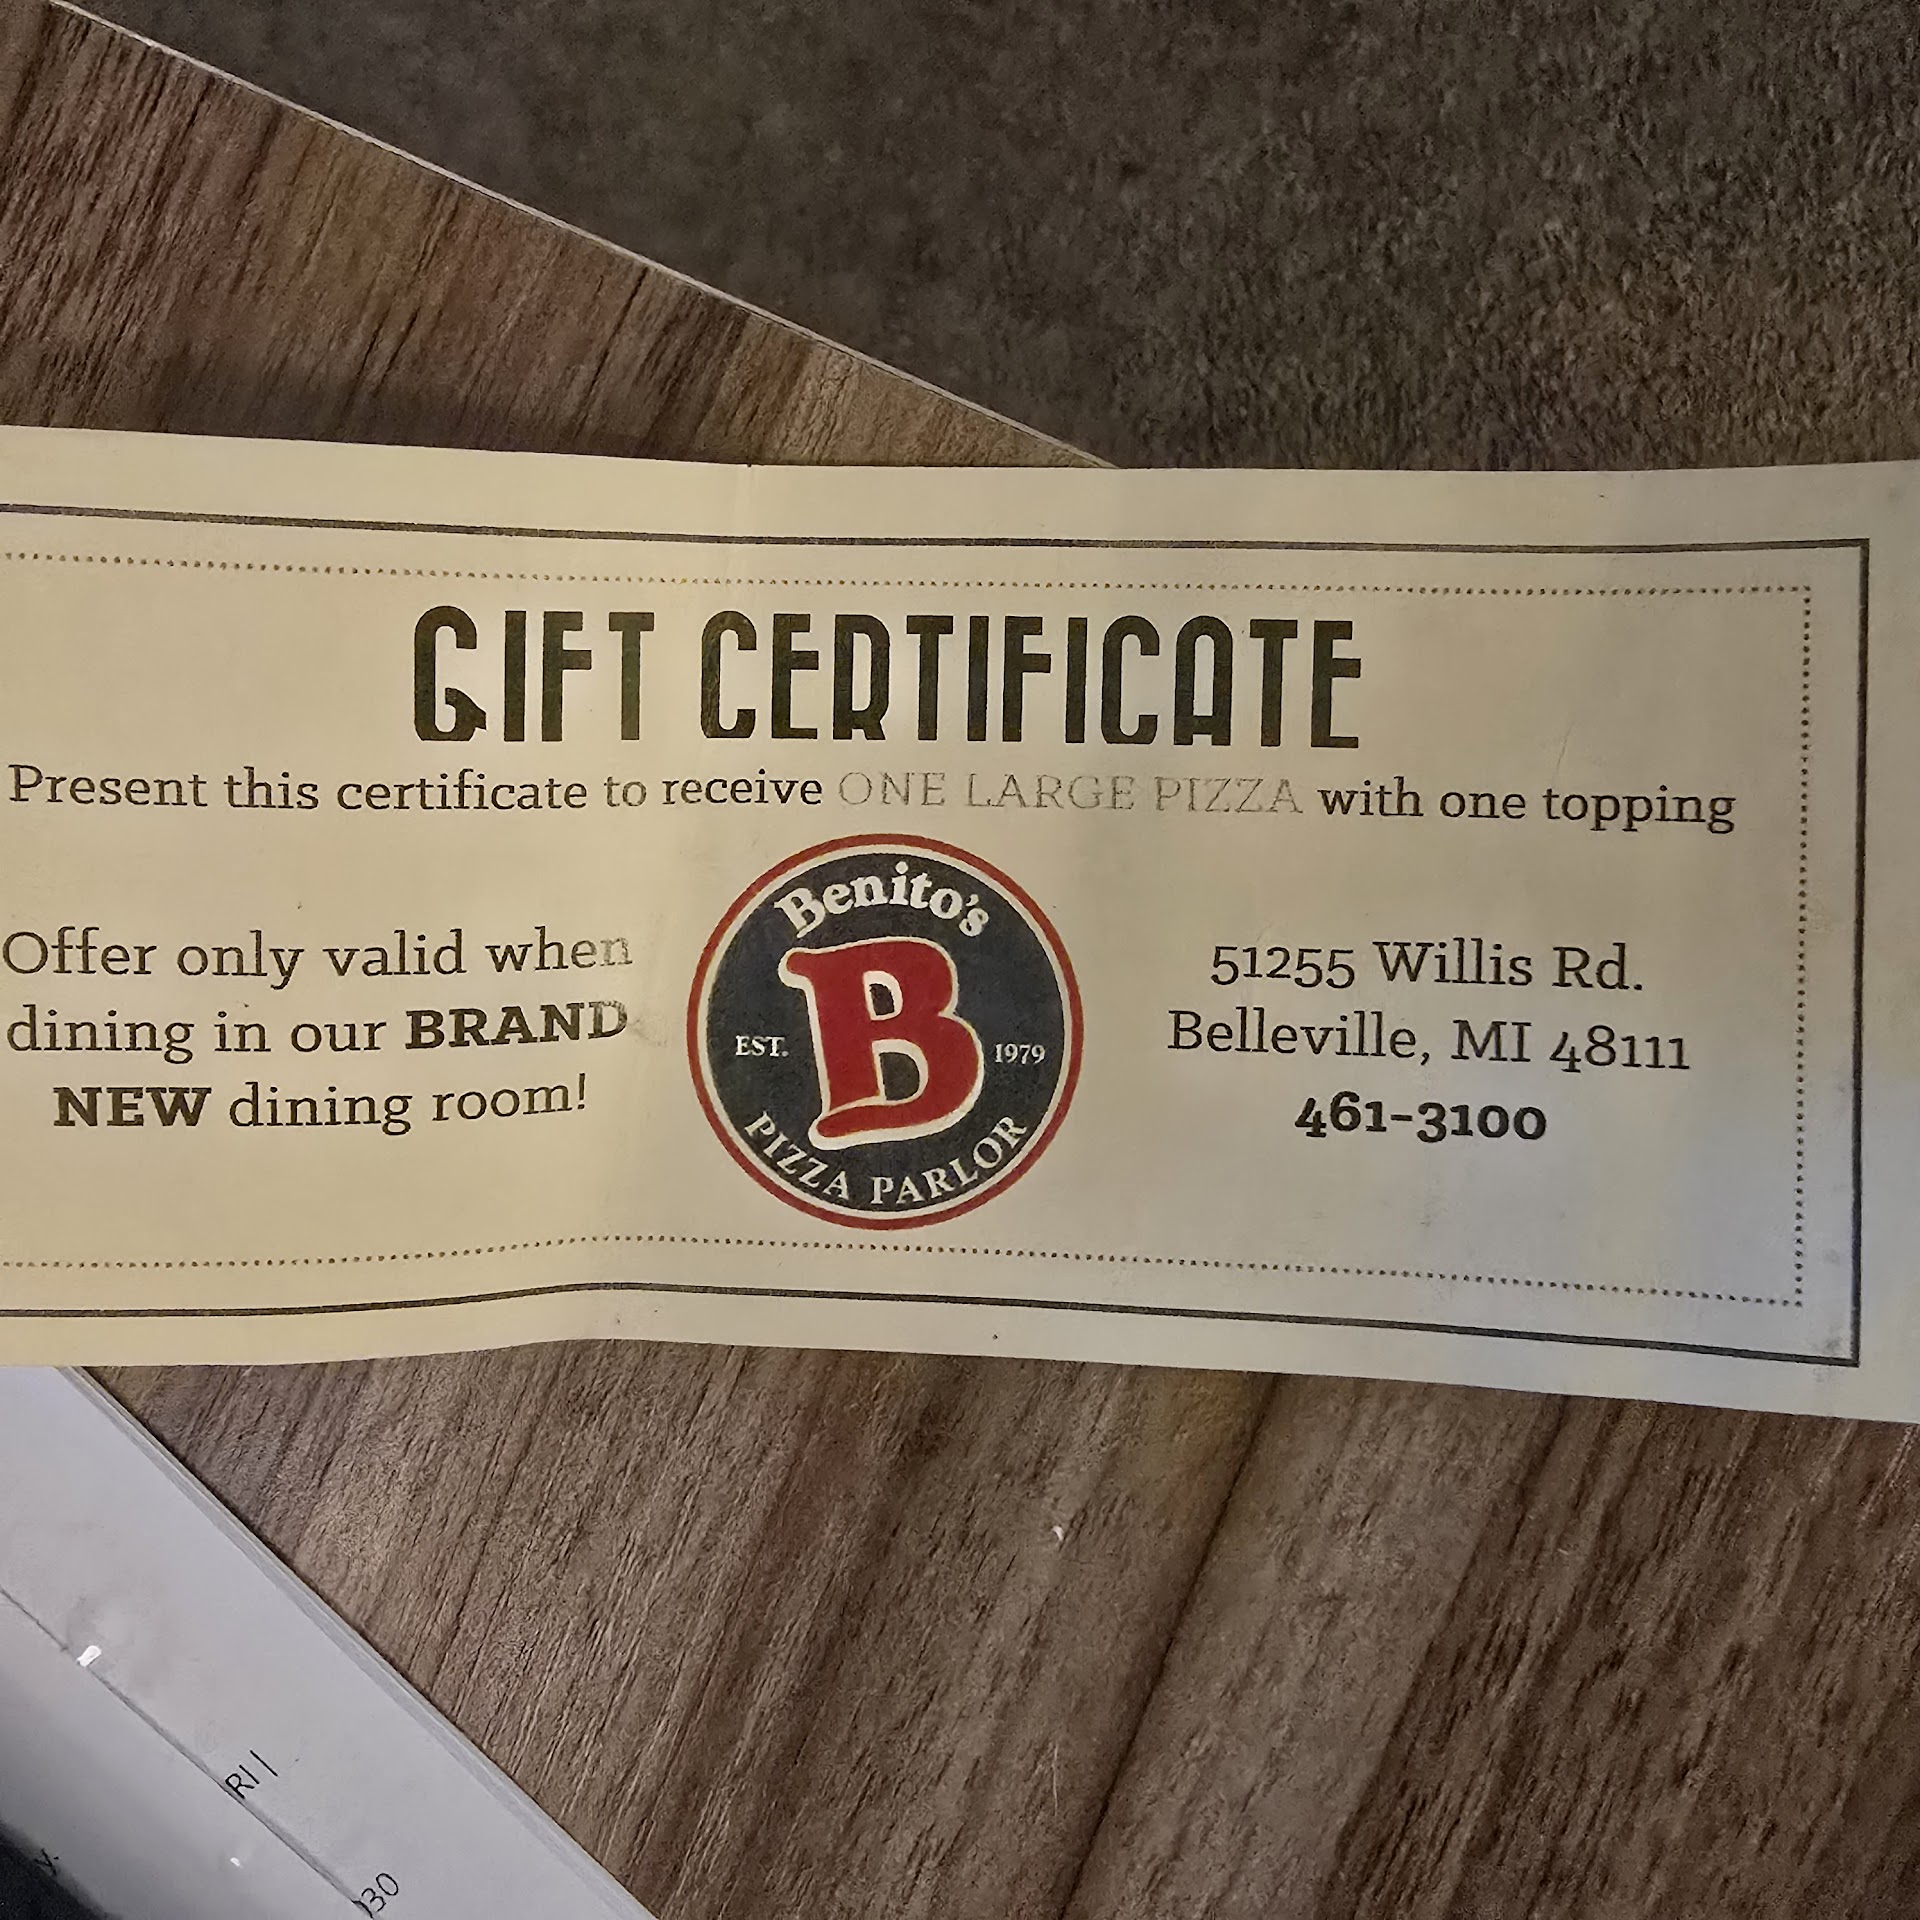 GIFT CERTIFICATE
Present this certificate to receive ONE LARGE PIZZA with one topping
Offer only valid when
dining in our BRAND
NEW dining room!
Benito's
B
EST. 1979
PIZZA PARLOR
51255 Willis Rd.
Belleville, MI 48111
461-3100
RI |